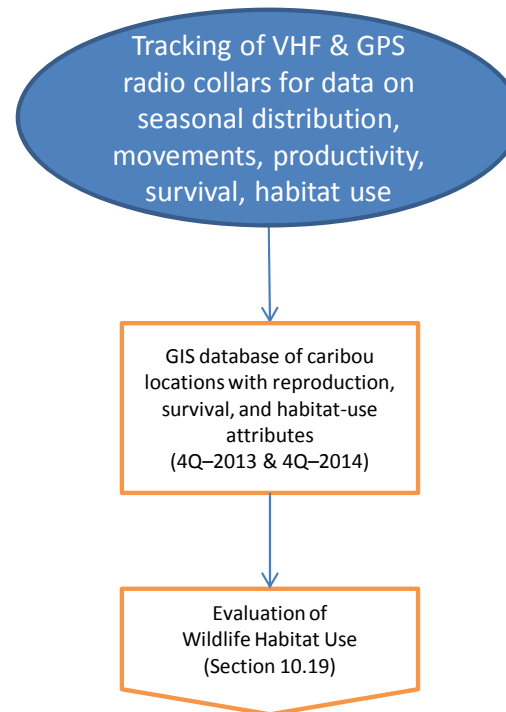 Tracking of VHF & GPS
radio collars for data on
seasonal distribution,
movements, productivity,
survival, habitat use
GIS database of caribou
locations with reproduction,
survival, and habitat-use
attributes
(4Q–2013 & 4Q–2014)
Evaluation of
Wildlife Habitat Use
(Section 10.19)